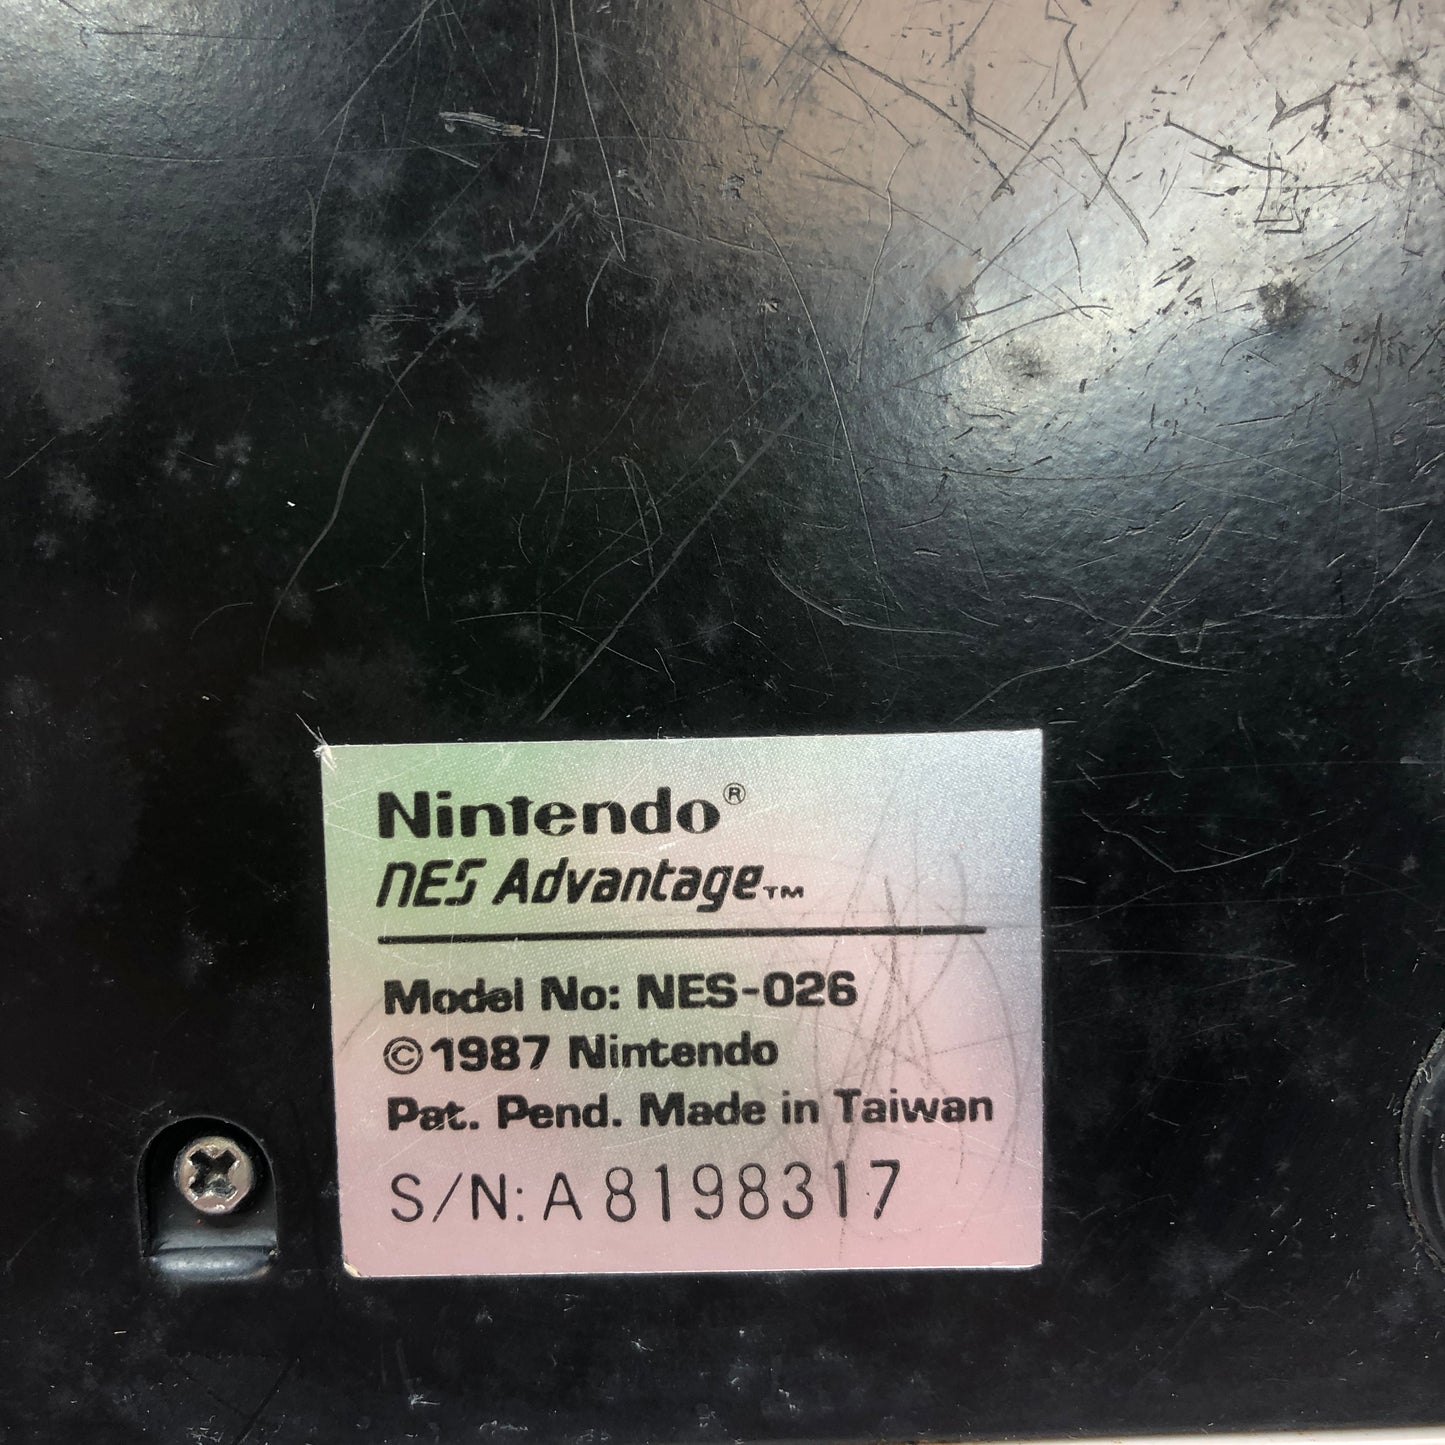 Nintendo®
NES Advantage™
Model No: NES-026
©1987 Nintendo
Pat. Pend. Made in Taiwan
S/N: A 8198317